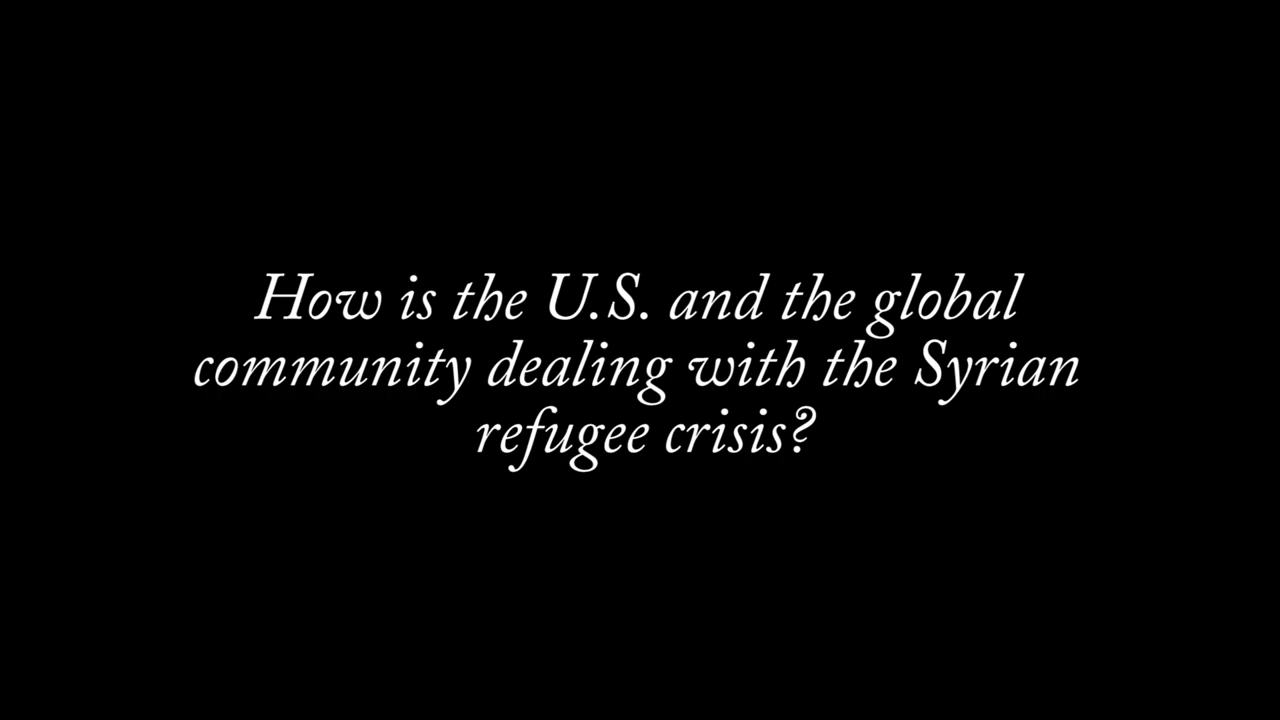 How is the U.S. and the global
community dealing with the Syrian
refugee crisis?